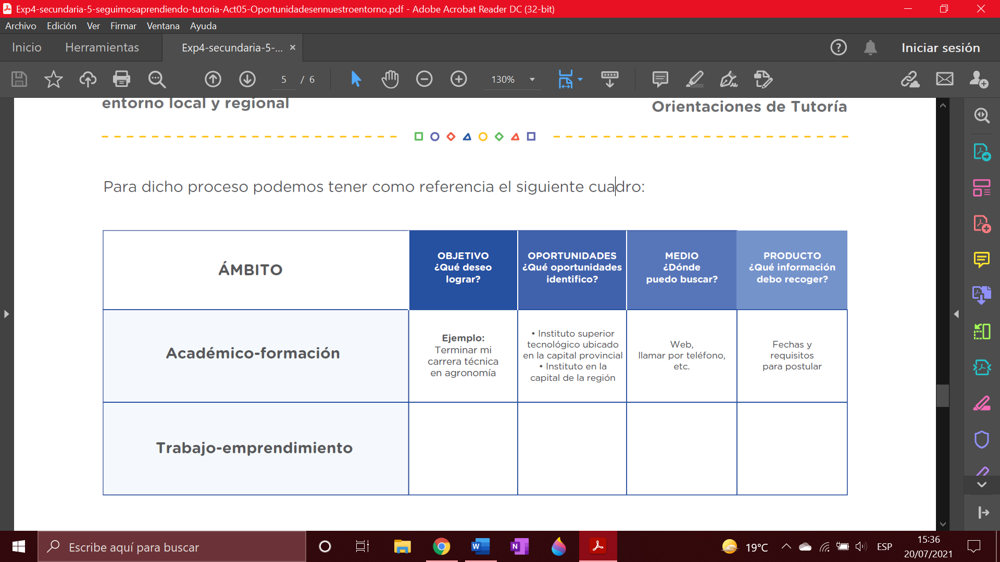 Exp4-secundaria-5-seguimosaprendiendo-tutoria-Act05-Oportunidadesennuestroentorno.pdf - Adobe Acrobat Reader DC (32-bit)
Archivo Edición Ver Firmar Ventana Ayuda
Inicio Herramientas Exp4-secundaria-5-... × Iniciar sesión
5 / 6 130%
entorno local y regional
Orientaciones de Tutoría
Para dicho proceso podemos tener como referencia el siguiente cuadro:
ÁMBITO
OBJETIVO
¿Qué deseo
lograr?
OPORTUNIDADES
¿Qué oportunidades
identifico?
MEDIO
¿Dónde
puedo buscar?
PRODUCTO
¿Qué información
debo recoger?
Académico-formación
Ejemplo:
Terminar mi
carrera técnica
en agronomía
• Instituto superior
tecnológico ubicado
en la capital provincial
• Instituto en la
capital de la región
Web,
llamar por teléfono,
etc.
Fechas y
requisitos
para postular
Trabajo-emprendimiento
Escribe aquí para buscar
19°C
ESP
15:36
20/07/2021